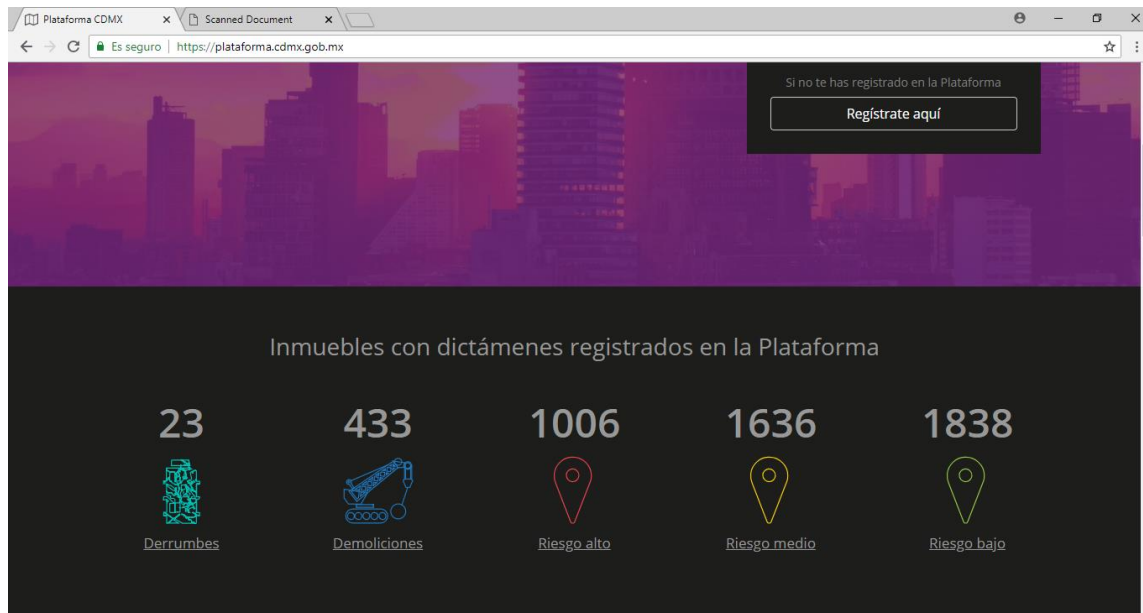 Plataforma CDMX
Scanned Document
Es seguro
https://plataforma.cdmx.gob.mx
Si no te has registrado en la Plataforma
Regístrate aquí
Inmuebles con dictámenes registrados en la Plataforma
23 433 1006 1636 1838
Derrumbes Demoliciones Riesgo alto Riesgo medio Riesgo bajo